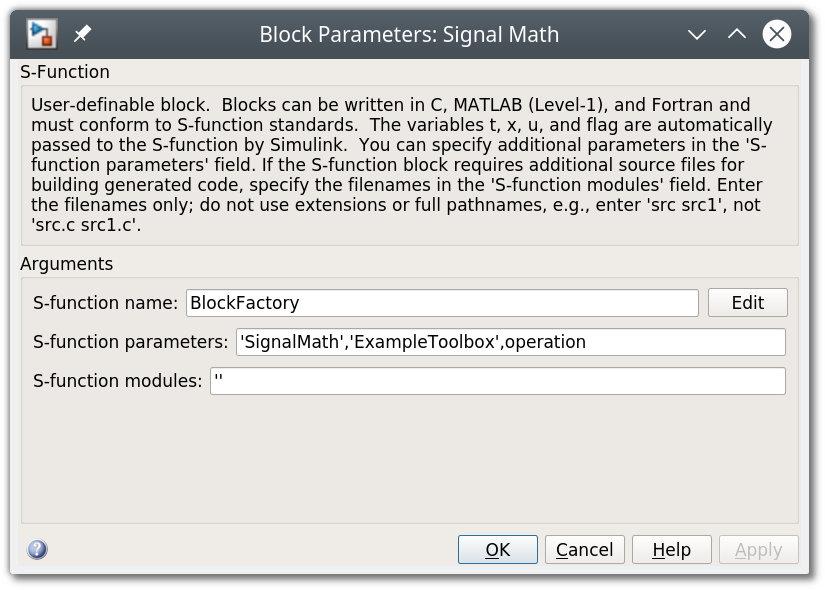 Block Parameters: Signal Math
S-Function
User-definable block.  Blocks can be written in C, MATLAB (Level-1), and Fortran and
must conform to S-function standards.  The variables t, x, u, and flag are automatically
passed to the S-function by Simulink.  You can specify additional parameters in the 'S-
function parameters' field. If the S-function block requires additional source files for
building generated code, specify the filenames in the 'S-function modules' field. Enter
the filenames only; do not use extensions or full pathnames, e.g., enter 'src src1', not
'src.c src1.c'.
Arguments
S-function name: BlockFactory Edit
S-function parameters: 'SignalMath','ExampleToolbox',operation
S-function modules: ''
? OK Cancel Help Apply